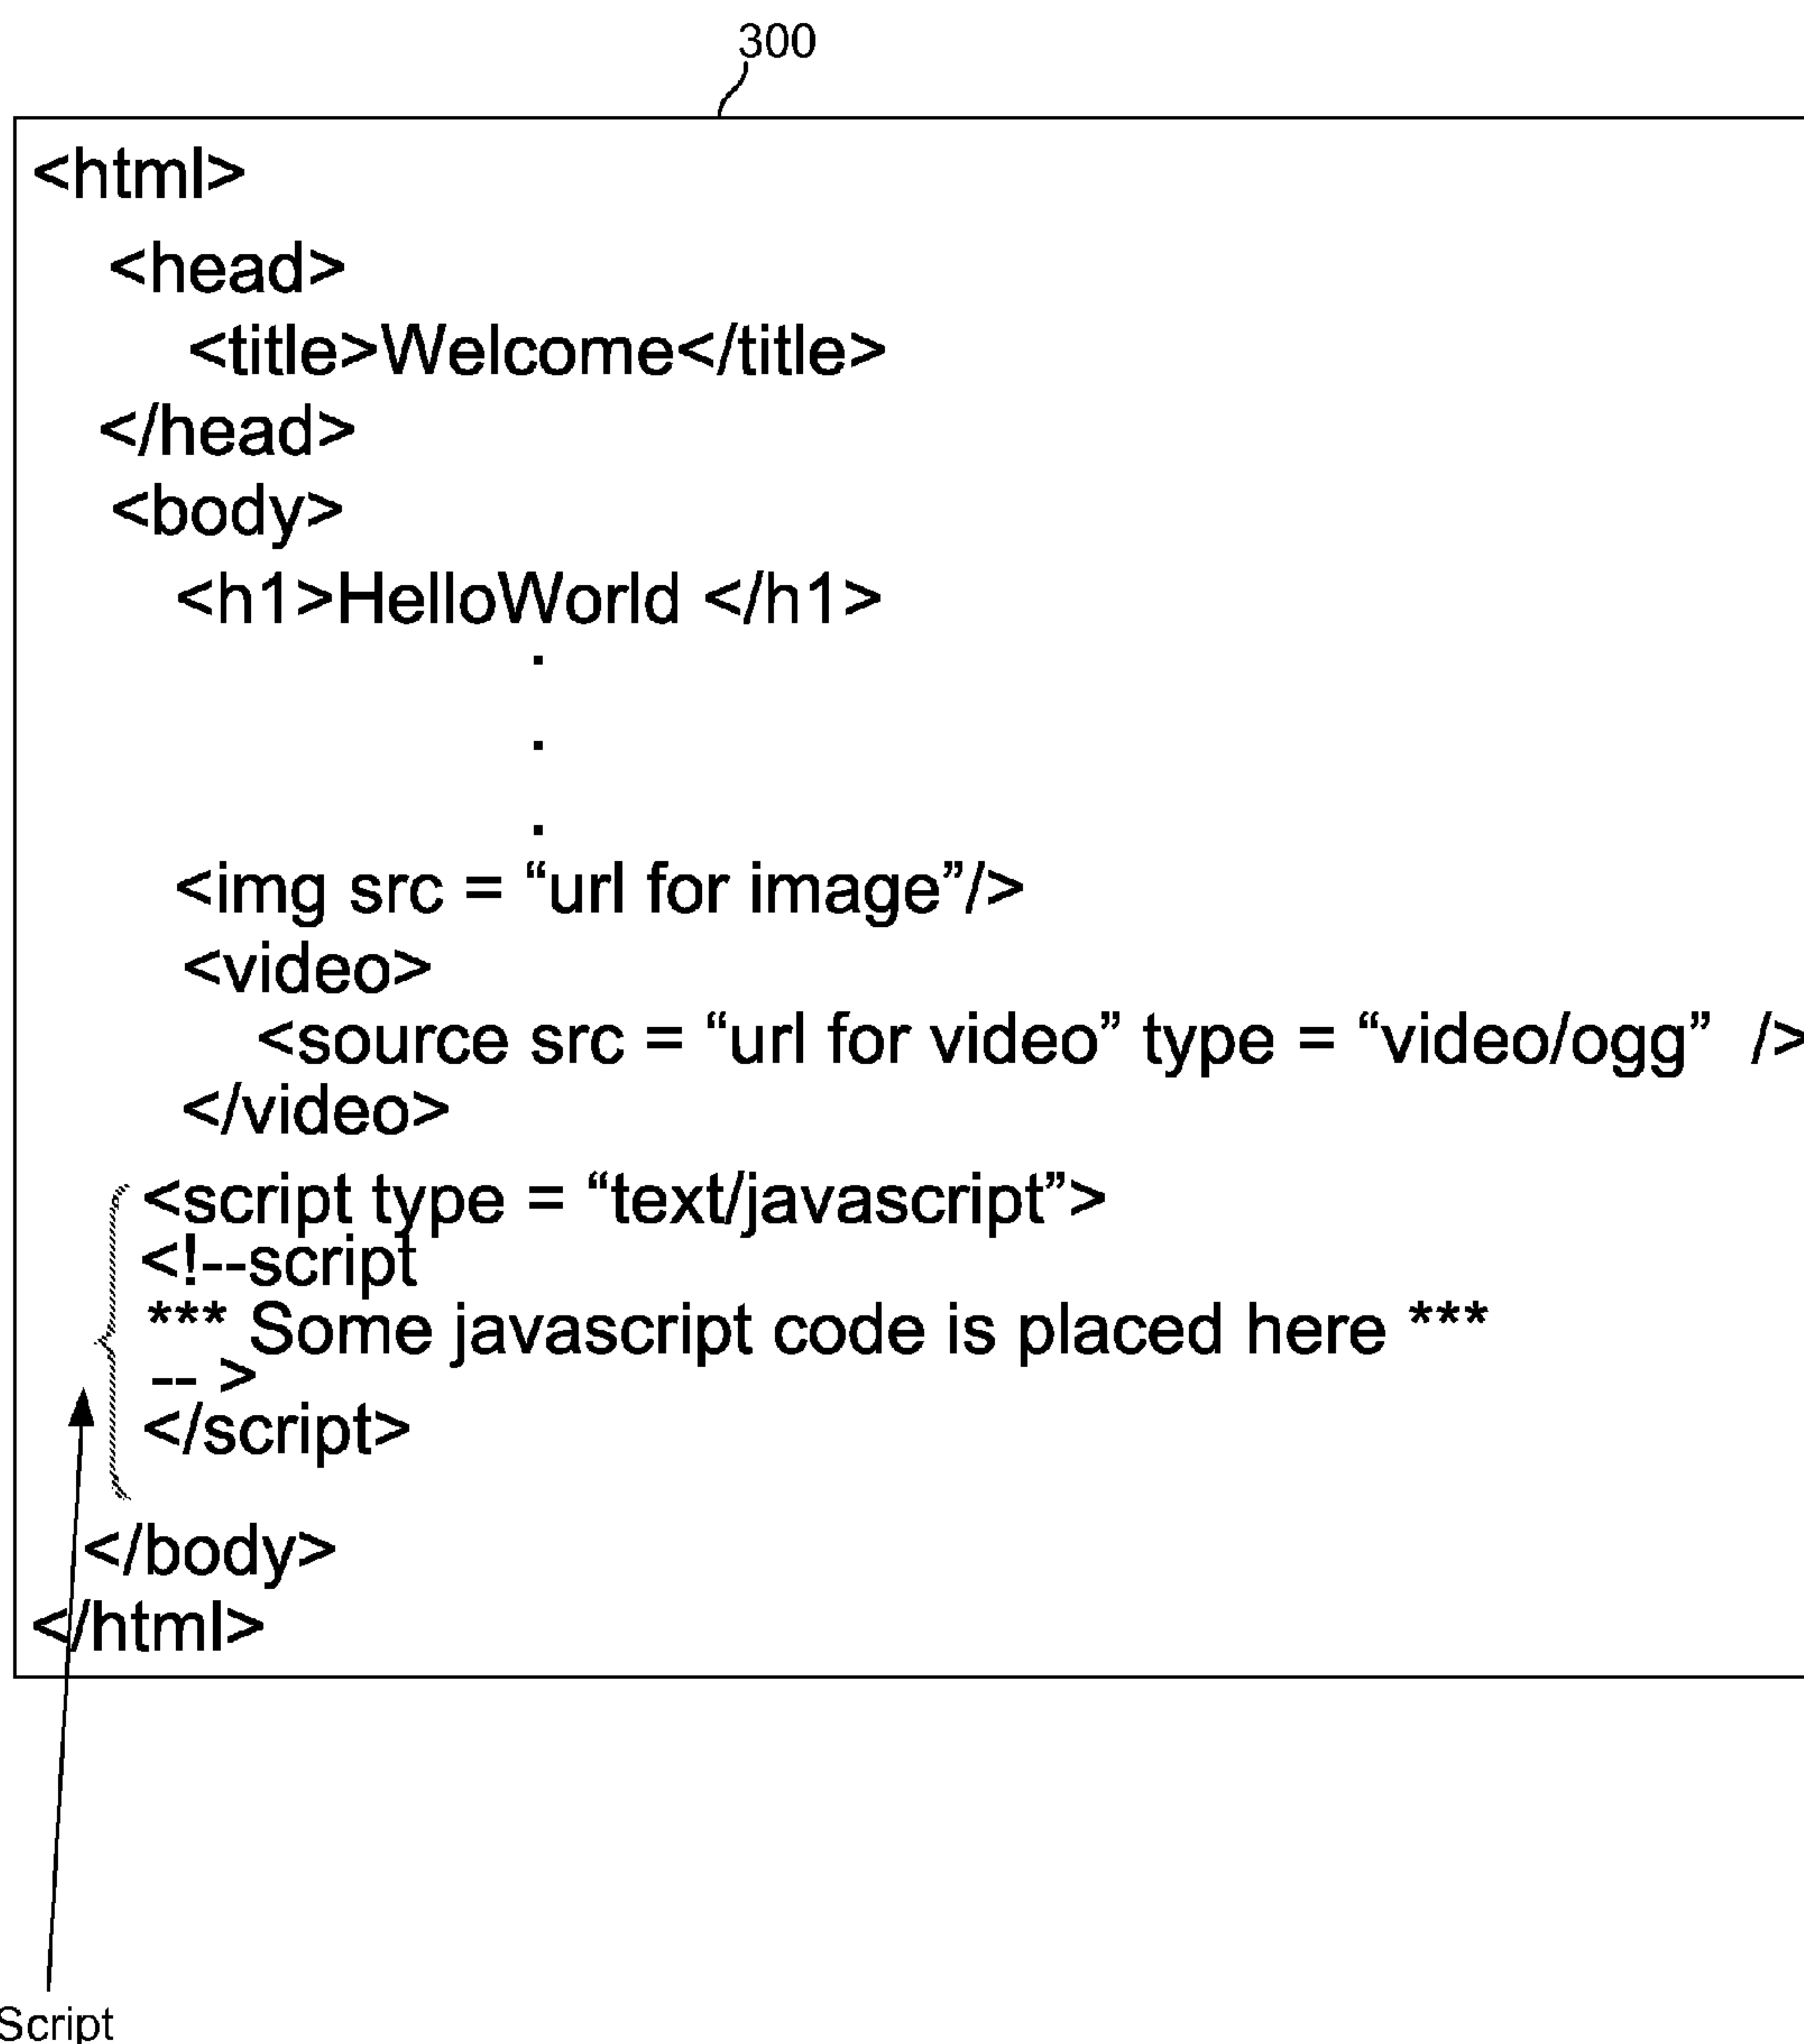 300
<html>
<head>
<title>Welcome</title>
</head>
<body>
<h1>HelloWorld </h1>
.
.
.
<img src = “url for image”/>
<video>
<source src = “url for video” type = “video/ogg” />
</video>
<script type = “text/javascript”>
<!--script
*** Some javascript code is placed here ***
-- >
</script>
</body>
</html>
Script